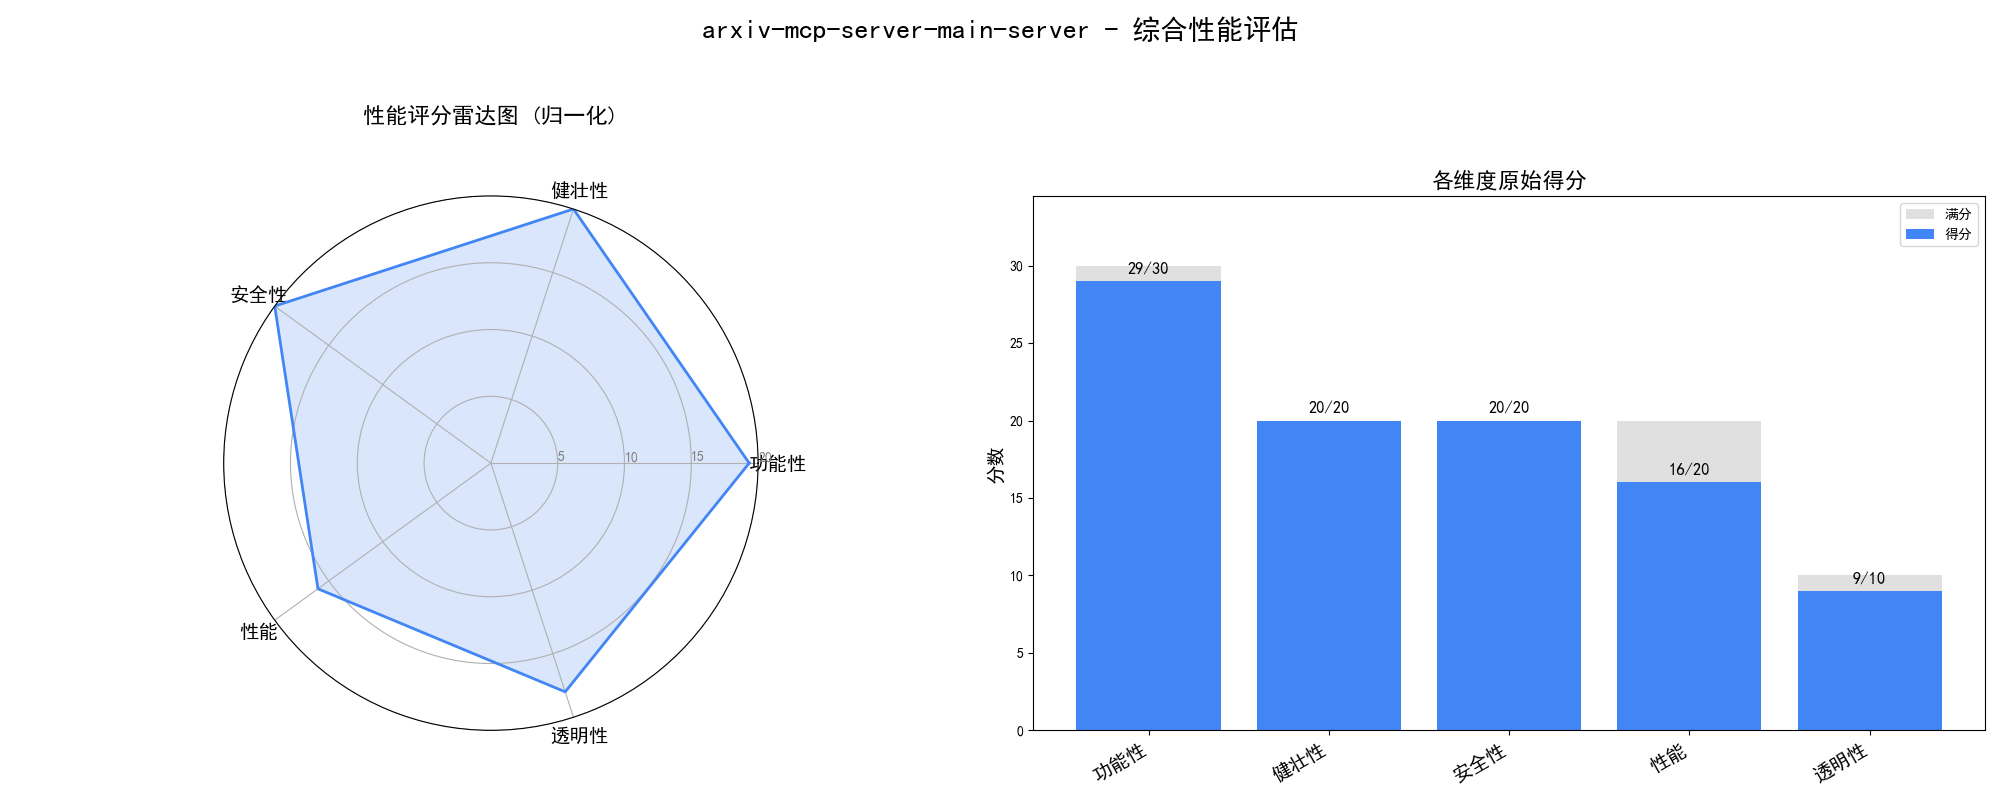 arxiv-mcp-server-main-server - 综合性能评估
性能评分雷达图 (归一化)
健壮性
安全性
功能性
性能
透明性
5
10
15
20
各维度原始得分
满分
得分
分数
30
25
20
15
10
5
0
29/30
20/20
20/20
16/20
9/10
功能性
健壮性
安全性
性能
透明性